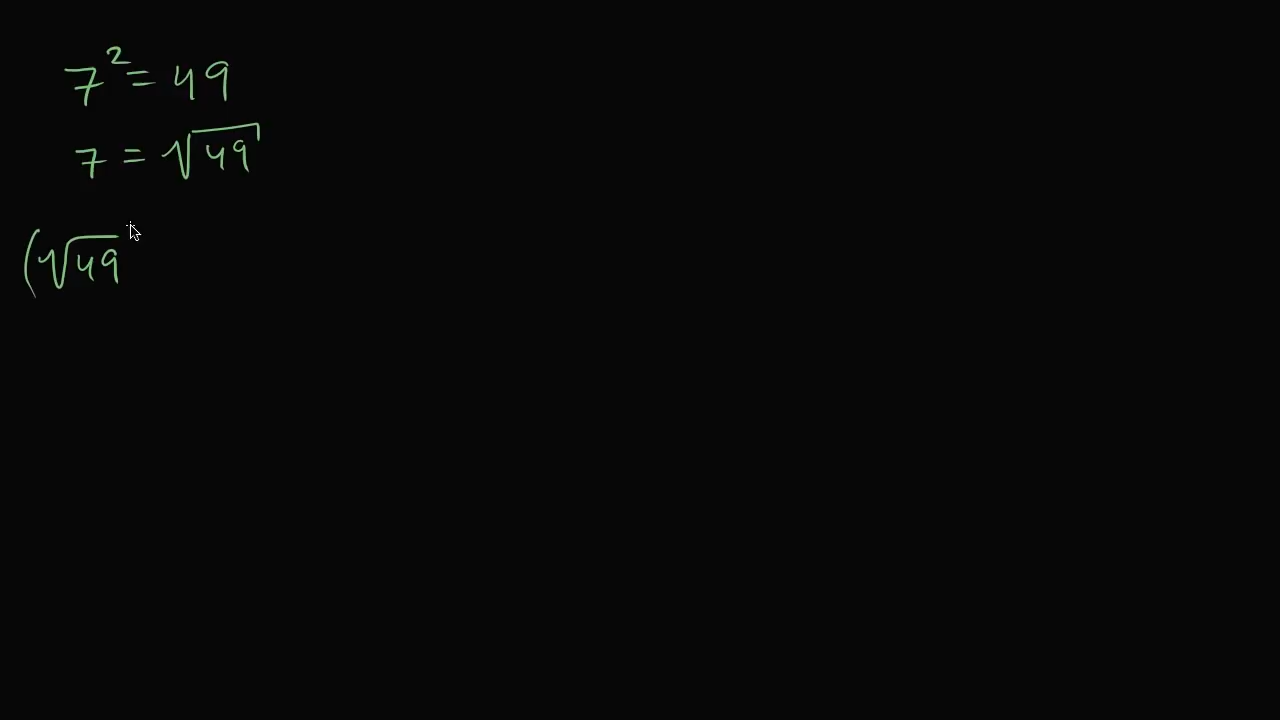 7² = 49
7 = √49
(√49